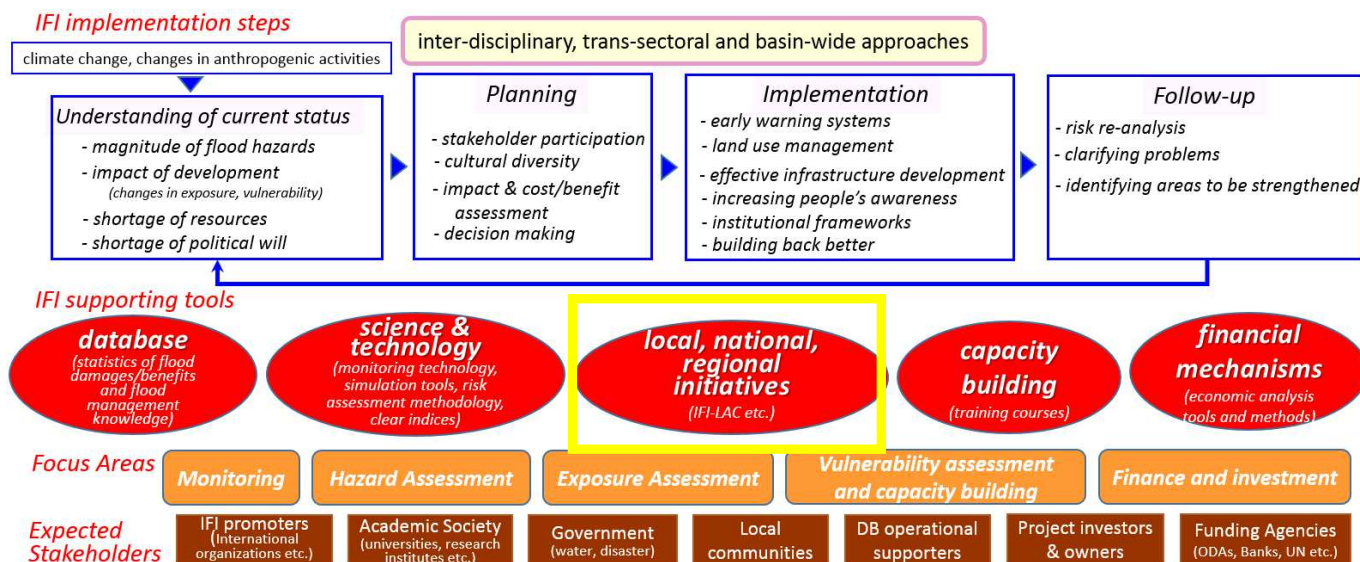 IFI implementation steps
inter-disciplinary, trans-sectoral and basin-wide approaches
climate change, changes in anthropogenic activities
Understanding of current status
- magnitude of flood hazards
- impact of development
(changes in exposure, vulnerability)
- shortage of resources
- shortage of political will
Planning
- stakeholder participation
- cultural diversity
- impact & cost/benefit
assessment
- decision making
Implementation
- early warning systems
- land use management
- effective infrastructure development
- increasing people's awareness
- institutional frameworks
- building back better
Follow-up
- risk re-analysis
- clarifying problems
- identifying areas to be strengthened
IFI supporting tools
database
(statistics of flood
damages/benefits
and flood
management
knowledge)
science &
technology
(monitoring technology,
simulation tools, risk
assessment methodology,
clear indices)
local, national,
regional
initiatives
(IFI-LAC etc.)
capacity
building
(training courses)
financial
mechanisms
(economic analysis
tools and methods)
Focus Areas
Monitoring
Hazard Assessment
Exposure Assessment
Vulnerability assessment
and capacity building
Finance and investment
Expected
Stakeholders
IFI promoters
(International
organizations etc.)
Academic Society
(universities, research
institutes etc.)
Government
(water, disaster)
Local
communities
DB operational
supporters
Project investors
& owners
Funding Agencies
(ODAs, Banks, UN etc.)